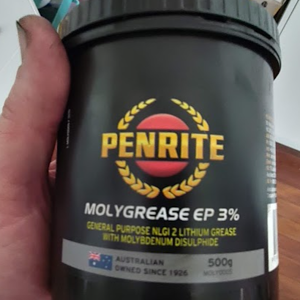 PENRITE
MOLYGREASE EP 3%
GENERAL PURPOSE NLGI 2 LITHIUM GREASE
WITH MOLYBDENUM DISULPHIDE
AUSTRALIAN
OWNED SINCE 1926
500g